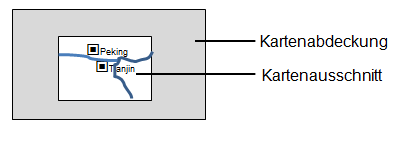 Peking
Tianjin
Kartenabdeckung
Kartenausschnitt